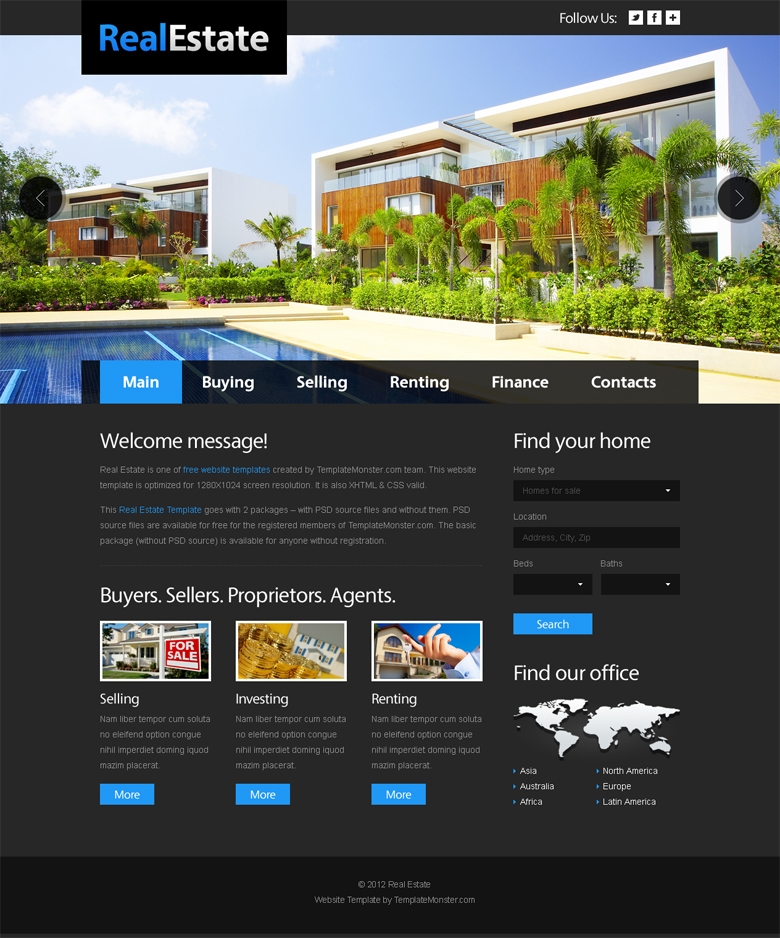 RealEstate
Follow Us:
Main Buying Selling Renting Finance Contacts
Welcome message!
Real Estate is one of free website templates created by TemplateMonster.com team. This website
template is optimized for 1280X1024 screen resolution. It is also XHTML & CSS valid.
This Real Estate Template goes with 2 packages – with PSD source files and without them. PSD
source files are available for free for the registered members of TemplateMonster.com. The basic
package (without PSD source) is available for anyone without registration.
Buyers. Sellers. Proprietors. Agents.
FOR
SALE
Selling
Nam liber tempor cum soluta
no eleifend option congue
nihil imperdiet doming iquod
mazim placerat.
More
Investing
Nam liber tempor cum soluta
no eleifend option congue
nihil imperdiet doming iquod
mazim placerat.
More
Renting
Nam liber tempor cum soluta
no eleifend option congue
nihil imperdiet doming iquod
mazim placerat.
More
Find your home
Home type
Homes for sale
Location
Address, City, Zip
Beds Baths
Search
Find our office
Asia North America
Australia Europe
Africa Latin America
© 2012 Real Estate
Website Template by TemplateMonster.com